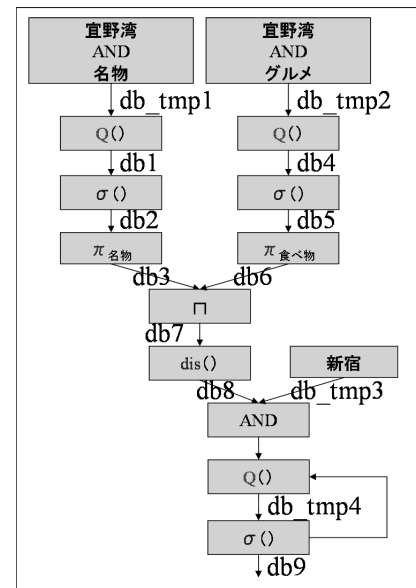 宜野湾 宜野湾
AND AND
名物 グルメ
db_tmp1 db_tmp2
Q() Q()
db1 db4
σ() σ()
db2 db5
π名物 π食べ物
db3 db6
⊓
db7
dis() 新宿
db8 db_tmp3
AND
Q()
db_tmp4
σ()
db9